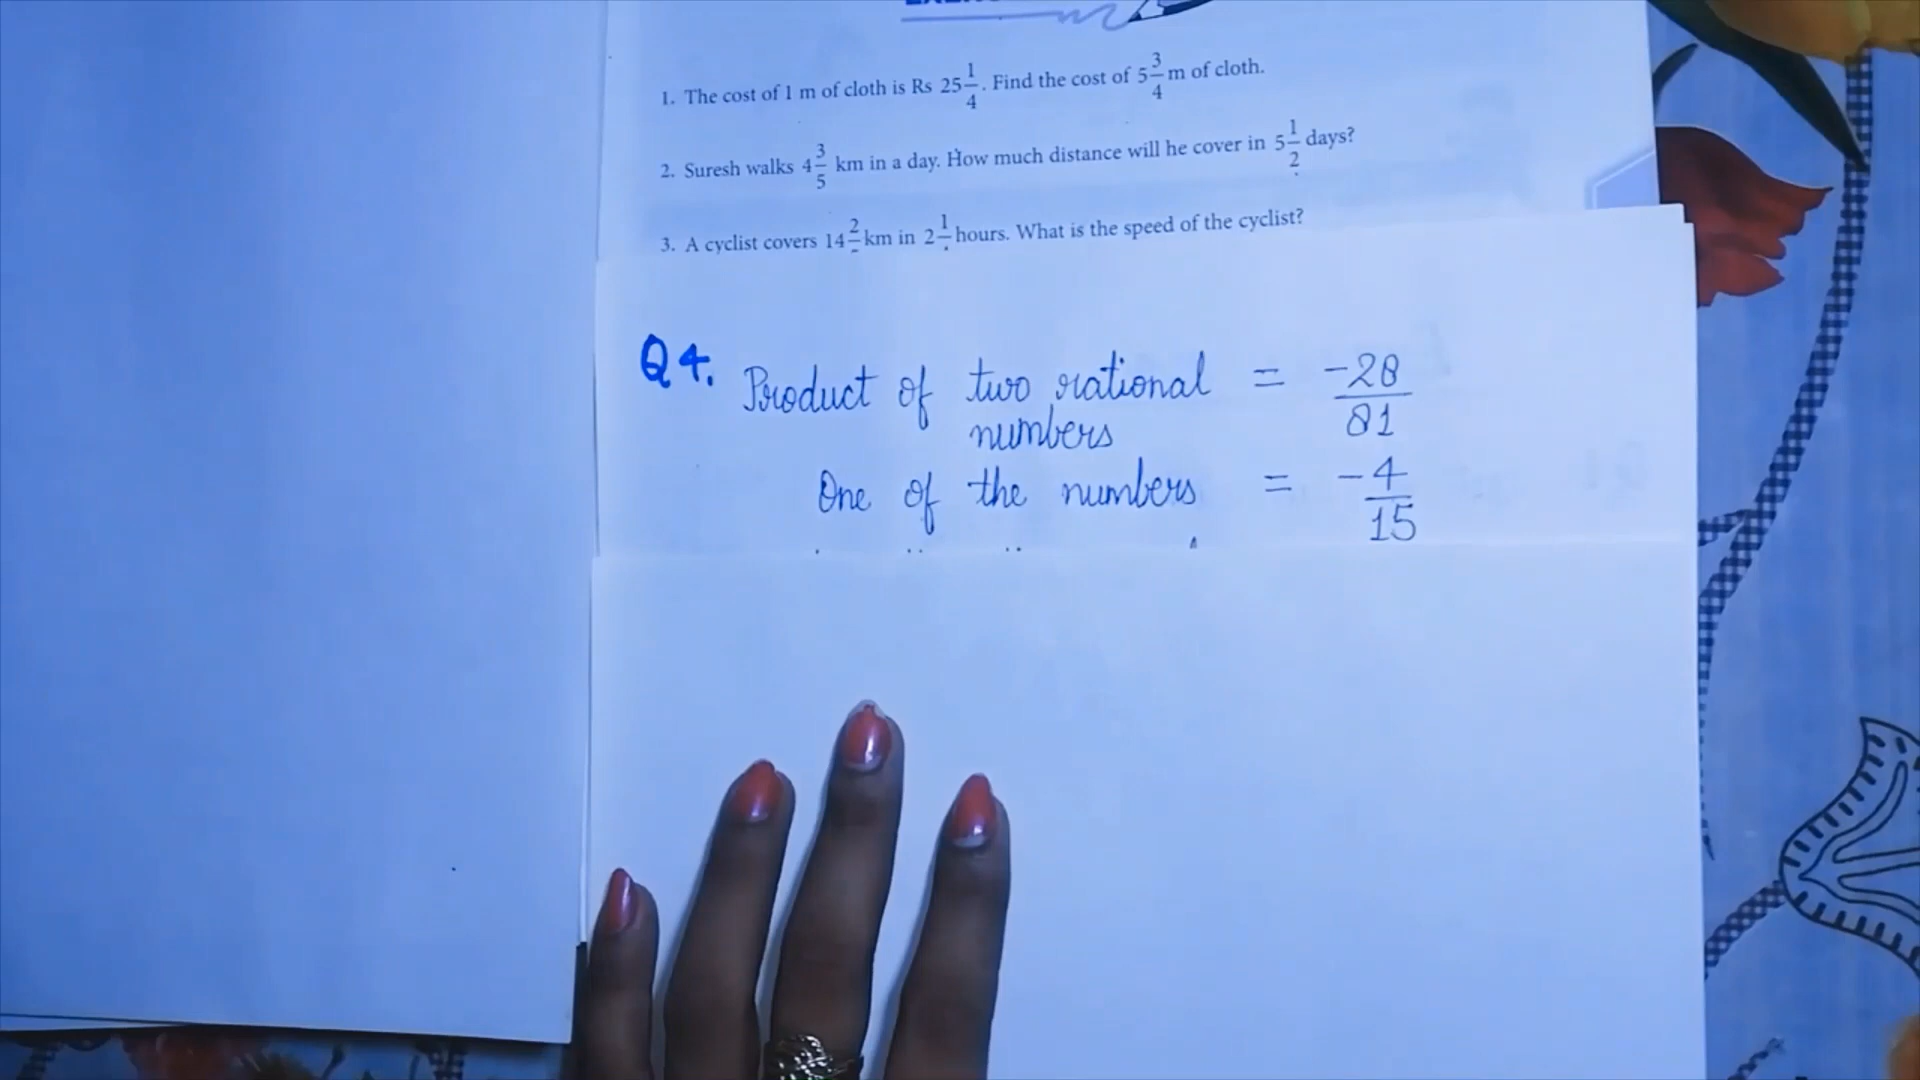 1. The cost of 1 m of cloth is Rs 25 1/4. Find the cost of 5 3/4 m of cloth.
2. Suresh walks 4 3/5 km in a day. How much distance will he cover in 5 1/2 days?
3. A cyclist covers 14 2/ km in 2 1/ hours. What is the speed of the cyclist?
Q4. Product of two rational numbers = -28/81
One of the numbers = -4/15